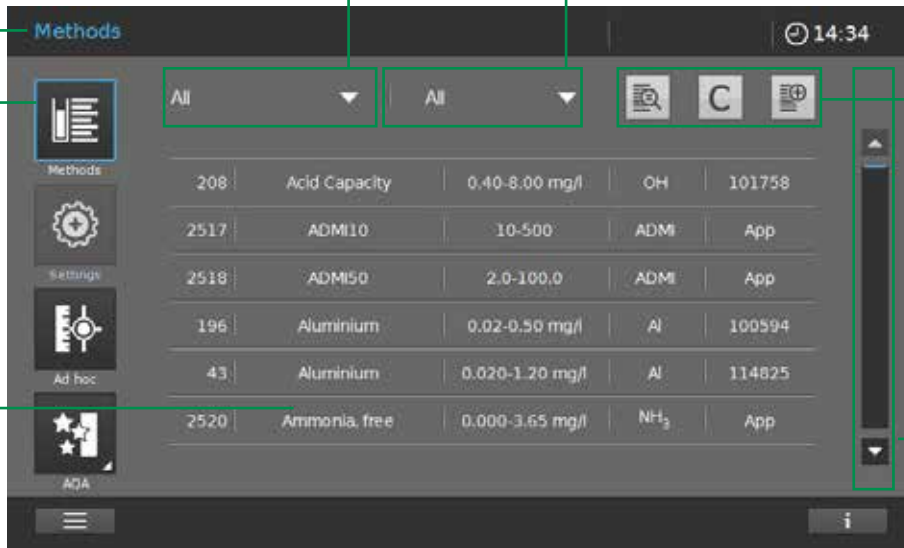 Methods 14:34
All All C
Methods
208 Acid Capacity 0.40-8.00 mg/l OH 101758
2517 ADMI10 10-500 ADMI App
Settings
2518 ADMI50 2.0-100.0 ADMI App
196 Aluminium 0.02-0.50 mg/l Al 100594
Ad hoc
43 Aluminium 0.020-1.20 mg/l Al 114825
2520 Ammonia, free 0.000-3.65 mg/l NH₃ App
AQA
i